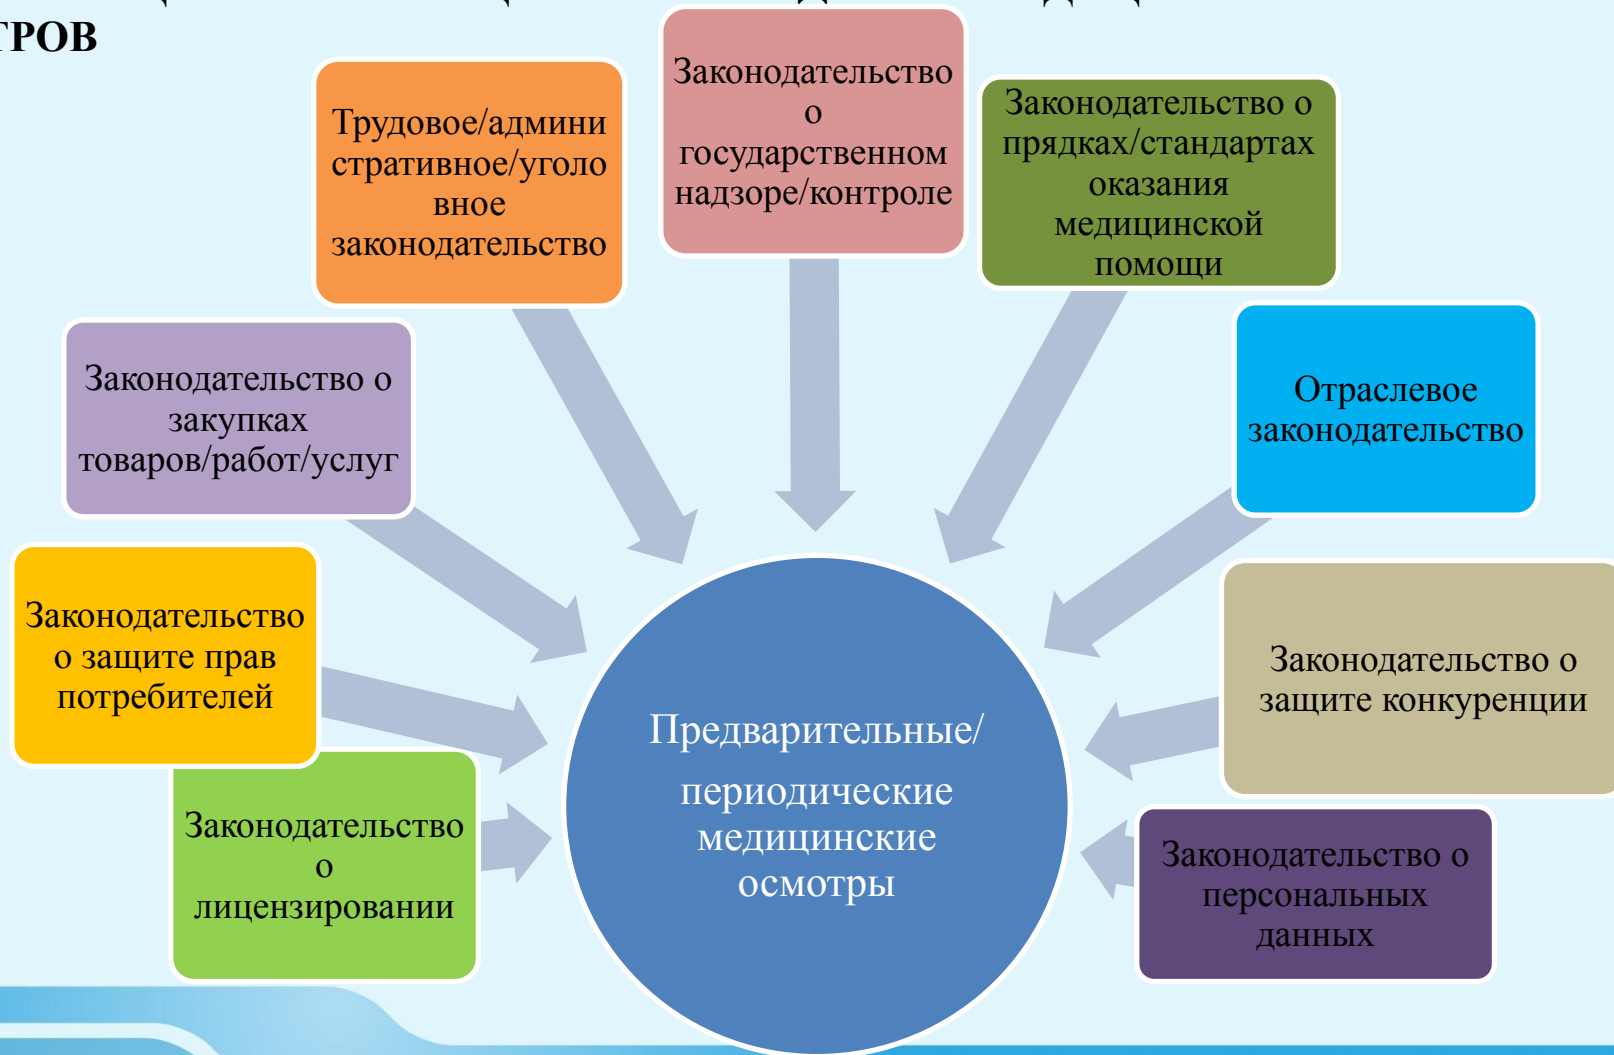 ТРОВ
Законодательство
о
государственном
надзоре/контроле
Трудовое/админи
стративное/уголо
вное
законодательство
Законодательство о
прядках/стандартах
оказания
медицинской
помощи
Законодательство о
закупках
товаров/работ/услуг
Отраслевое
законодательство
Законодательство
о защите прав
потребителей
Законодательство о
защите конкуренции
Предварительные/
периодические
медицинские
осмотры
Законодательство
о
лицензировании
Законодательство о
персональных
данных